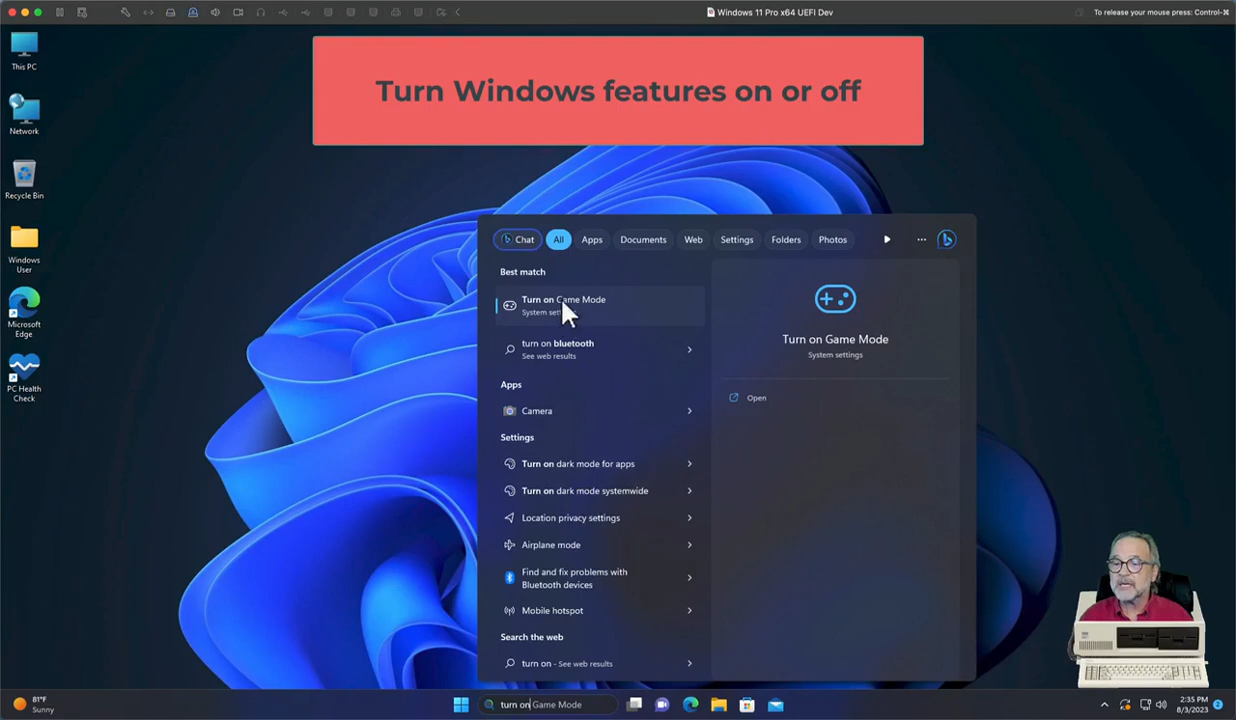 Windows 11 Pro x64 UEFI Dev
To release your mouse press: Control-⌘
Turn Windows features on or off
This PC
Network
Recycle Bin
Windows
User
Microsoft
Edge
PC Health
Check
Chat
All
Apps
Documents
Web
Settings
Folders
Photos
...
Best match
Turn on Game Mode
System
turn on bluetooth
See web results
Apps
Camera
Settings
Turn on dark mode for apps
Turn on dark mode systemwide
Location privacy settings
Airplane mode
Find and fix problems with
Bluetooth devices
Mobile hotspot
Search the web
turn on - See web results
Turn on Game Mode
System settings
Open
81°F
Sunny
turn on Game Mode
2:35 PM
8/3/2023
2